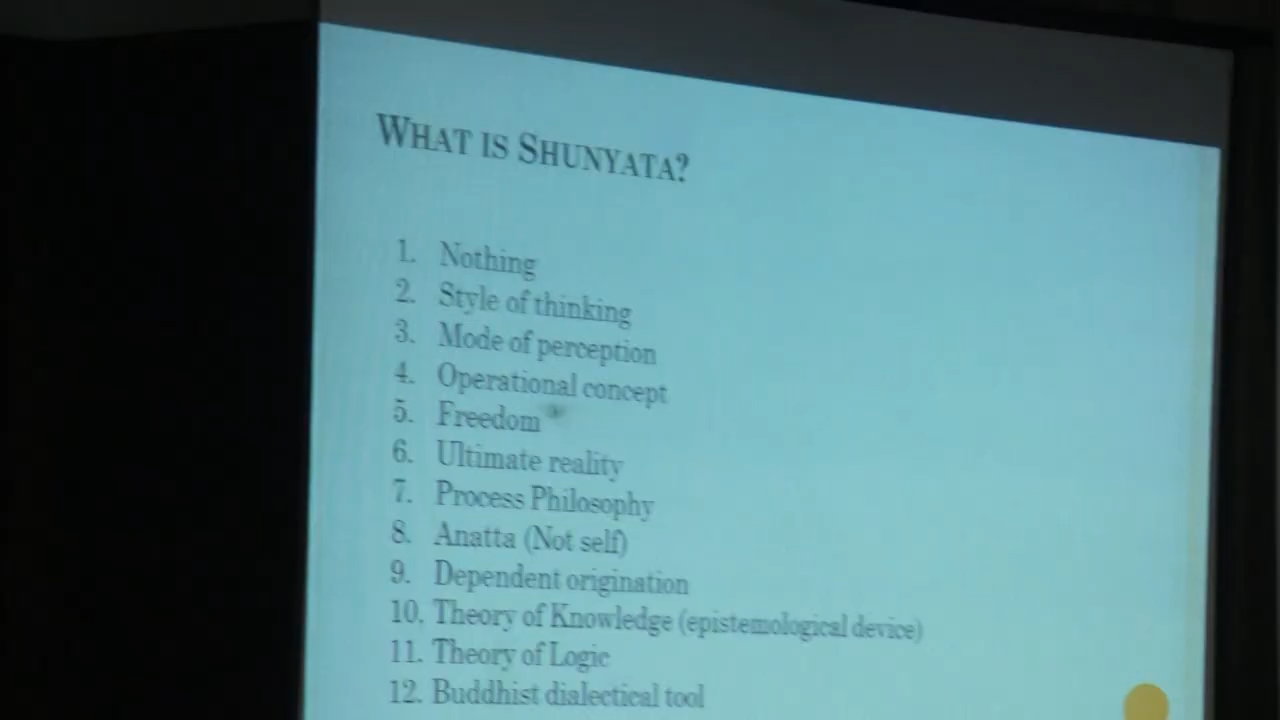 WHAT IS SHUNYATA?
1. Nothing
2. Style of thinking
3. Mode of perception
4. Operational concept
5. Freedom
6. Ultimate reality
7. Process Philosophy
8. Anatta (Not self)
9. Dependent origination
10. Theory of Knowledge (epistemological device)
11. Theory of Logic
12. Buddhist dialectical tool